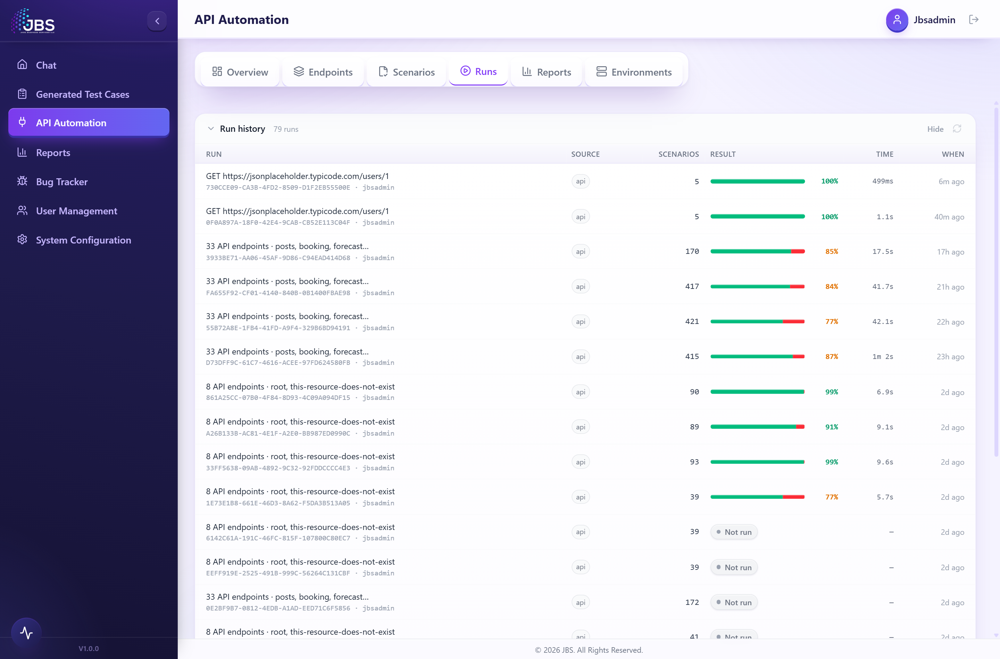 JBS
JADE BUSINESS SERVICES LLC
API Automation
Jbsadmin
Chat
Generated Test Cases
API Automation
Reports
Bug Tracker
User Management
System Configuration
V1.0.0
Overview
Endpoints
Scenarios
Runs
Reports
Environments
Run history 79 runs
Hide
RUN SOURCE SCENARIOS RESULT TIME WHEN
GET https://jsonplaceholder.typicode.com/users/1
730CCE09-CA3B-4FD2-8509-D1F2EB55500E · jbsadmin
api 5 100% 499ms 6m ago
GET https://jsonplaceholder.typicode.com/users/1
0F0A897A-18F0-42E4-9CAB-CB52E113C04F · jbsadmin
api 5 100% 1.1s 40m ago
33 API endpoints · posts, booking, forecast...
3933BE71-AA06-45AF-9D86-C94EAD414D68 · jbsadmin
api 170 85% 17.5s 17h ago
33 API endpoints · posts, booking, forecast...
FA655F92-CF01-4140-840B-0B1400FBAE98 · jbsadmin
api 417 84% 41.7s 21h ago
33 API endpoints · posts, booking, forecast...
55B72A8E-1FB4-41FD-A9F4-329B6BD94191 · jbsadmin
api 421 77% 42.1s 22h ago
33 API endpoints · posts, booking, forecast...
D73DFF9C-61C7-4616-ACEE-97FD624580FB · jbsadmin
api 415 87% 1m 2s 23h ago
8 API endpoints · root, this-resource-does-not-exist
861A25CC-07B0-4F84-8D93-4C09A094DF15 · jbsadmin
api 90 99% 6.9s 2d ago
8 API endpoints · root, this-resource-does-not-exist
A26B133B-AC81-4E1F-A2E0-BB987ED0990C · jbsadmin
api 89 91% 9.1s 2d ago
8 API endpoints · root, this-resource-does-not-exist
33FF5638-09AB-4892-9C32-92FDDCCCC4E3 · jbsadmin
api 93 99% 9.6s 2d ago
8 API endpoints · root, this-resource-does-not-exist
1E73E1B8-661E-46D3-8A62-F5DA3B513A05 · jbsadmin
api 39 77% 5.7s 2d ago
8 API endpoints · root, this-resource-does-not-exist
6142C61A-191C-46FC-815F-107800C80EC7 · jbsadmin
api 39 Not run – 2d ago
8 API endpoints · root, this-resource-does-not-exist
EEFF919E-2525-491B-999C-56264C131CBF · jbsadmin
api 39 Not run – 2d ago
33 API endpoints · posts, booking, forecast...
0E2BF9B7-0812-4EDB-A1AD-EED71C6F5856 · jbsadmin
api 172 Not run – 2d ago
8 API endpoints · root, this-resource-does-not-exist
api 41 Not run – 2d ago
© 2026 JBS. All Rights Reserved.